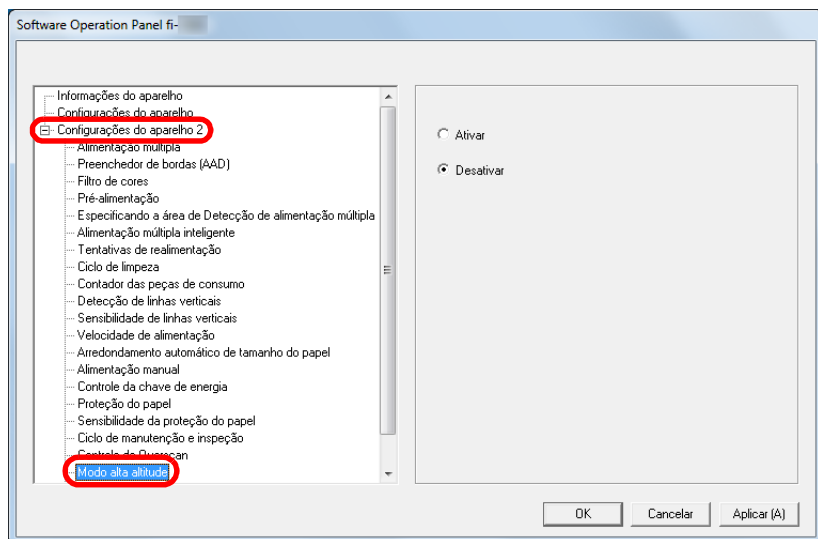 Software Operation Panel fi-
Informações do aparelho
Configurações do aparelho
Configurações do aparelho 2
Alimentação múltipla
Preenchedor de bordas (AAD)
Filtro de cores
Pré-alimentação
Especificando a área de Detecção de alimentação múltipla
Alimentação múltipla inteligente
Tentativas de realimentação
Ciclo de limpeza
Contador das peças de consumo
Detecção de linhas verticais
Sensibilidade de linhas verticais
Velocidade de alimentação
Arredondamento automático de tamanho do papel
Alimentação manual
Controle da chave de energia
Proteção do papel
Sensibilidade da proteção do papel
Ciclo de manutenção e inspeção
Controle de Overscan
Modo alta altitude
Ativar
Desativar
OK
Cancelar
Aplicar (A)